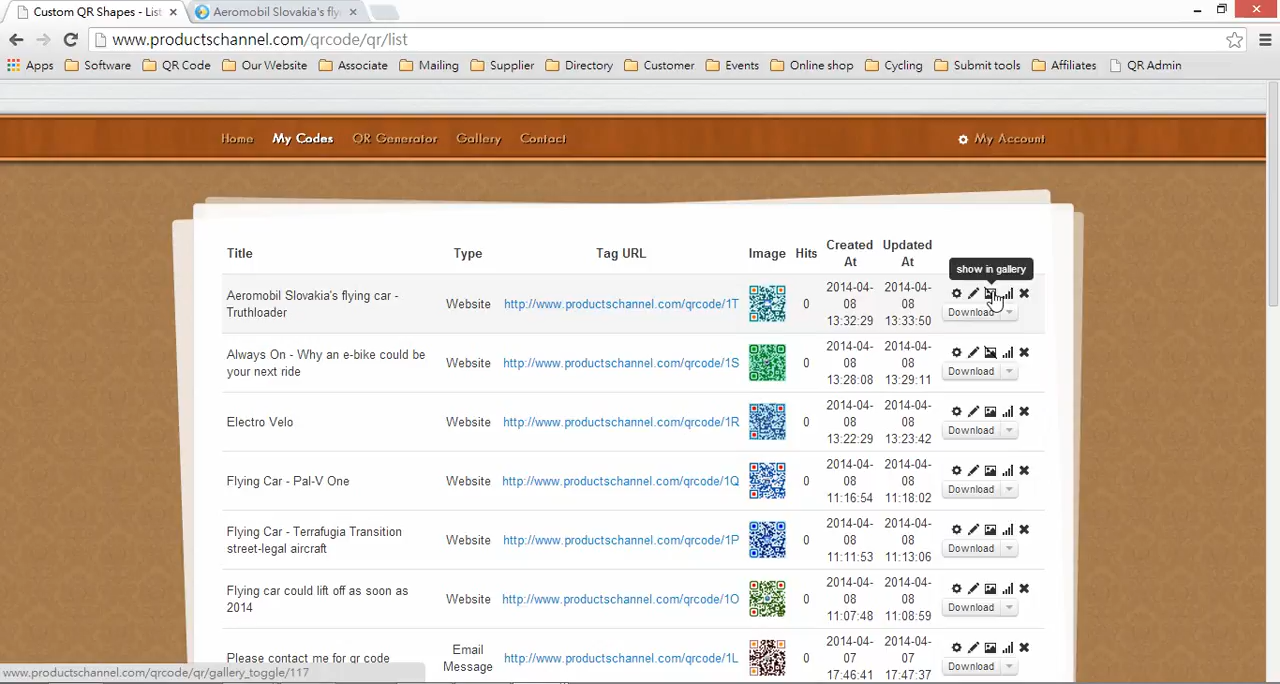 Custom QR Shapes - List
Aeromobil Slovakia's fly
www.productschannel.com/qrcode/qr/list
Apps Software QR Code Our Website Associate Mailing Supplier Directory Customer Events Online shop Cycling Submit tools Affiliates QR Admin
Home My Codes QR Generator Gallery Contact My Account
Title Type Tag URL Image Hits Created At Updated At
show in gallery
Aeromobil Slovakia's flying car - Truthloader Website http://www.productschannel.com/qrcode/1T 0 2014-04-08 13:32:29 2014-04-08 13:33:50 Download
Always On - Why an e-bike could be your next ride Website http://www.productschannel.com/qrcode/1S 0 2014-04-08 13:28:08 2014-04-08 13:29:11 Download
Electro Velo Website http://www.productschannel.com/qrcode/1R 0 2014-04-08 13:22:29 2014-04-08 13:23:42 Download
Flying Car - Pal-V One Website http://www.productschannel.com/qrcode/1Q 0 2014-04-08 11:16:54 2014-04-08 11:18:02 Download
Flying Car - Terrafugia Transition street-legal aircraft Website http://www.productschannel.com/qrcode/1P 0 2014-04-08 11:11:53 2014-04-08 11:13:06 Download
Flying car could lift off as soon as 2014 Website http://www.productschannel.com/qrcode/1O 0 2014-04-08 11:07:48 2014-04-08 11:08:59 Download
Please contact me for qr code Email Message http://www.productschannel.com/qrcode/1L 0 2014-04-07 17:46:41 2014-04-07 17:47:37 Download
www.productschannel.com/qrcode/qr/gallery_toggle/117